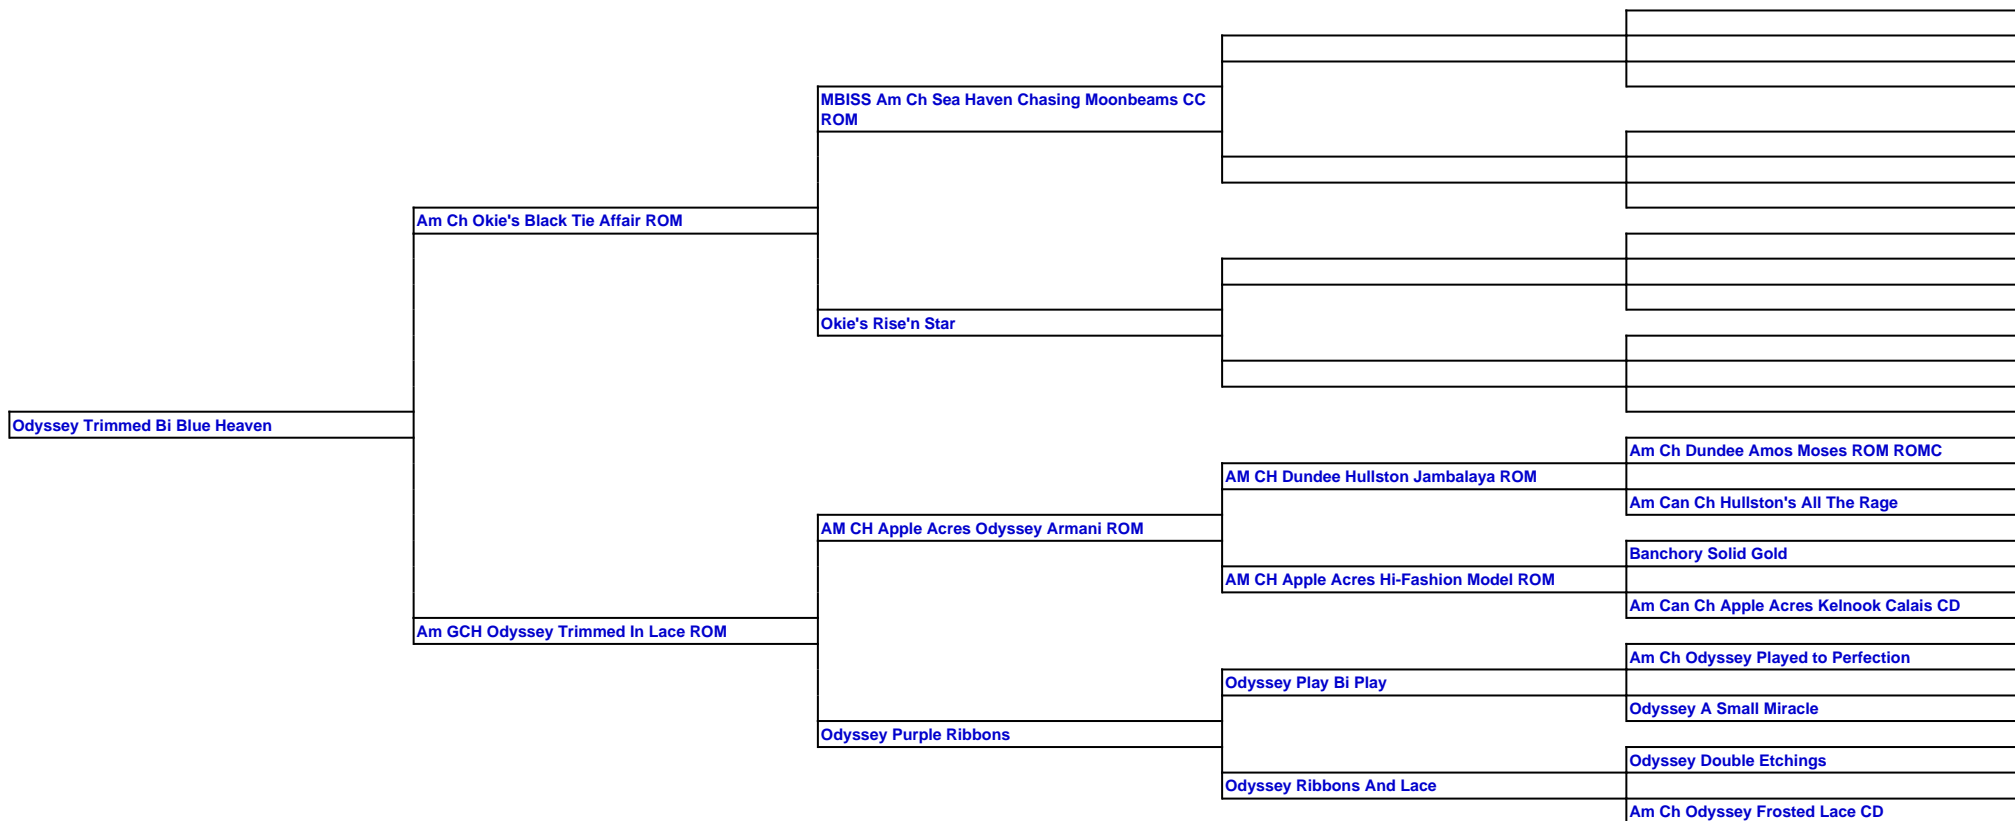 MBISS Am Ch Sea Haven Chasing Moonbeams CC
ROM
Am Ch Okie's Black Tie Affair ROM
Okie's Rise'n Star
Odyssey Trimmed Bi Blue Heaven
Am Ch Dundee Amos Moses ROM ROMC
AM CH Dundee Hullston Jambalaya ROM
Am Can Ch Hullston's All The Rage
AM CH Apple Acres Odyssey Armani ROM
Banchory Solid Gold
AM CH Apple Acres Hi-Fashion Model ROM
Am Can Ch Apple Acres Kelnook Calais CD
Am GCH Odyssey Trimmed In Lace ROM
Am Ch Odyssey Played to Perfection
Odyssey Play Bi Play
Odyssey A Small Miracle
Odyssey Purple Ribbons
Odyssey Double Etchings
Odyssey Ribbons And Lace
Am Ch Odyssey Frosted Lace CD